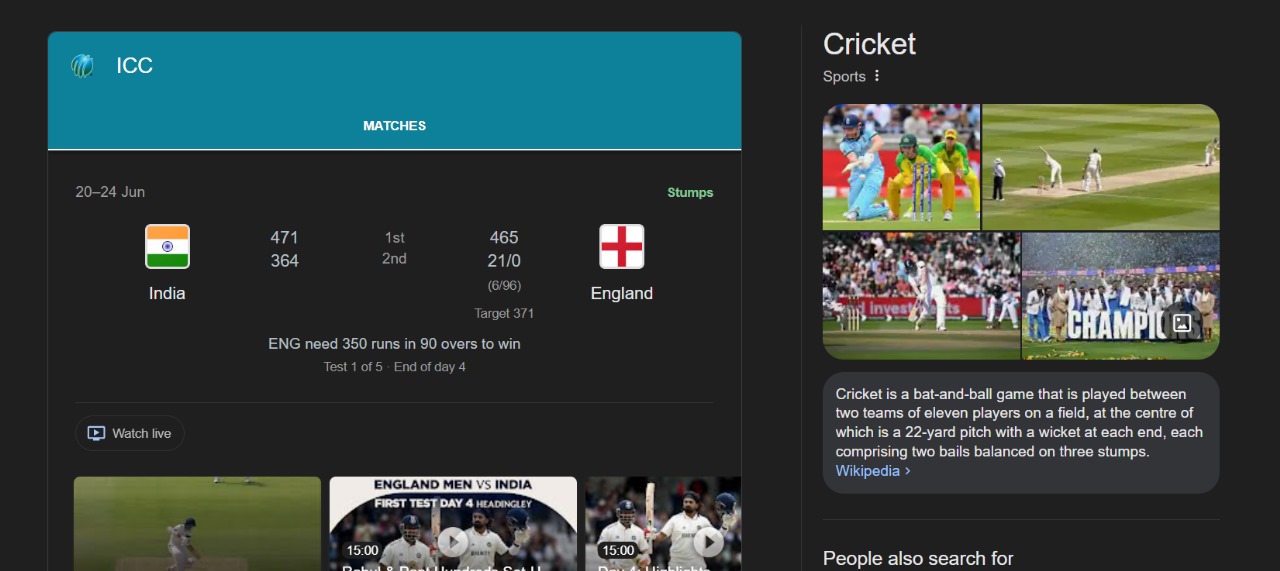 ICC
MATCHES
20–24 Jun
Stumps
471 1st 465
364 2nd 21/0
(6/96)
India
England
Target 371
ENG need 350 runs in 90 overs to win
Test 1 of 5 · End of day 4
Watch live
ENGLAND MEN VS INDIA
FIRST TEST DAY 4 HEADINGLEY
15:00
15:00
Day 4: Highlights
Cricket
Sports
CHAMPIO
Cricket is a bat-and-ball game that is played between
two teams of eleven players on a field, at the centre of
which is a 22-yard pitch with a wicket at each end, each
comprising two bails balanced on three stumps.
Wikipedia ›
People also search for